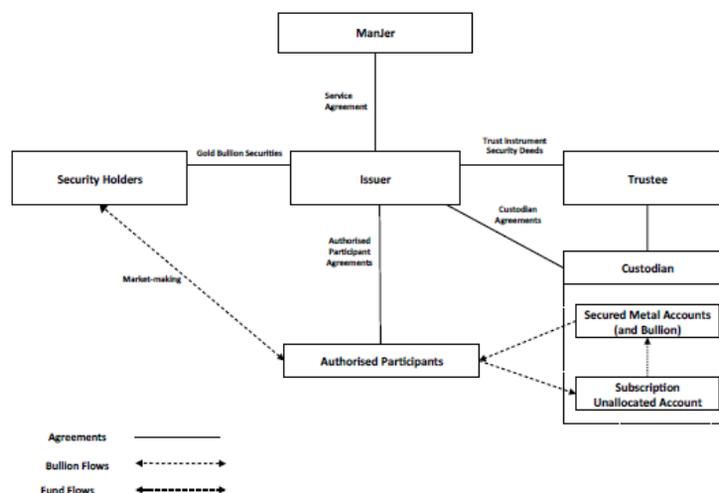 ManJer
Service
Agreement
Gold Bullion Securities
Trust Instrument
Security Deeds
Security Holders
Issuer
Trustee
Custodian
Agreements
Authorised
Participant
Agreements
Custodian
Market-making
Secured Metal Accounts
(and Bullion)
Authorised Participants
Subscription
Unallocated Account
Agreements
Bullion Flows
Fund Flows